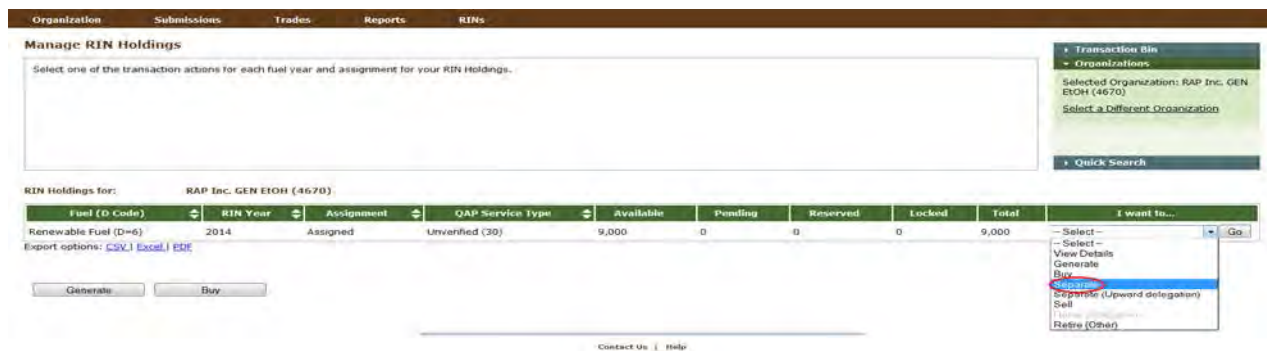 Organization Submissions Trades Reports RINs
Manage RIN Holdings
Select one of the transaction actions for each fuel year and assignment for your RIN Holdings.
Transaction Bin
Organizations
Selected Organization: RAP Inc. GEN EtOH (4670)
Select a Different Organization
Quick Search
RIN Holdings for: RAP Inc. GEN EtOH (4670)
Fuel (D Code) RIN Year Assignment QAP Service Type Available Pending Reserved Locked Total I want to...
Renewable Fuel (D=6) 2014 Assigned Unverified (30) 9,000 0 0 0 9,000 -- Select -- Go
Export options: CSV | Excel | PDF
-- Select --
View Details
Generate
Buy
Separate
Separate (Upward delegation)
Sell
Retire (Other)
Generate Buy
Contact Us | Help